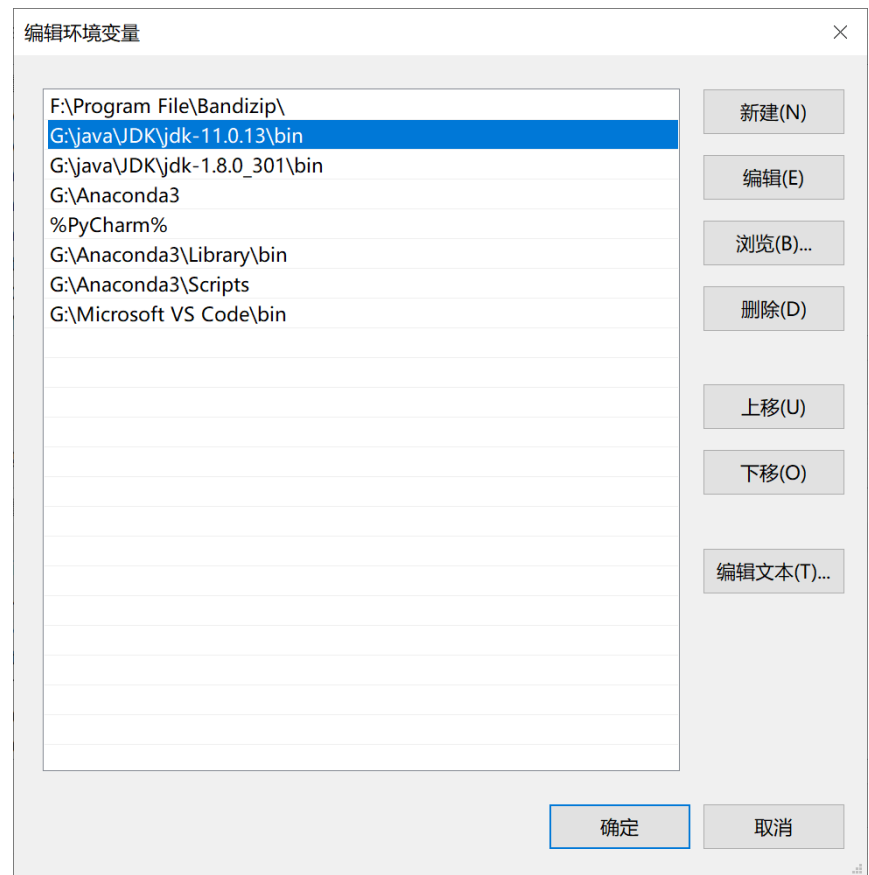 编辑环境变量
F:\Program File\Bandizip\
G:\java\JDK\jdk-11.0.13\bin
G:\java\JDK\jdk-1.8.0_301\bin
G:\Anaconda3
%PyCharm%
G:\Anaconda3\Library\bin
G:\Anaconda3\Scripts
G:\Microsoft VS Code\bin
新建(N)
编辑(E)
浏览(B)...
删除(D)
上移(U)
下移(O)
编辑文本(T)...
确定
取消